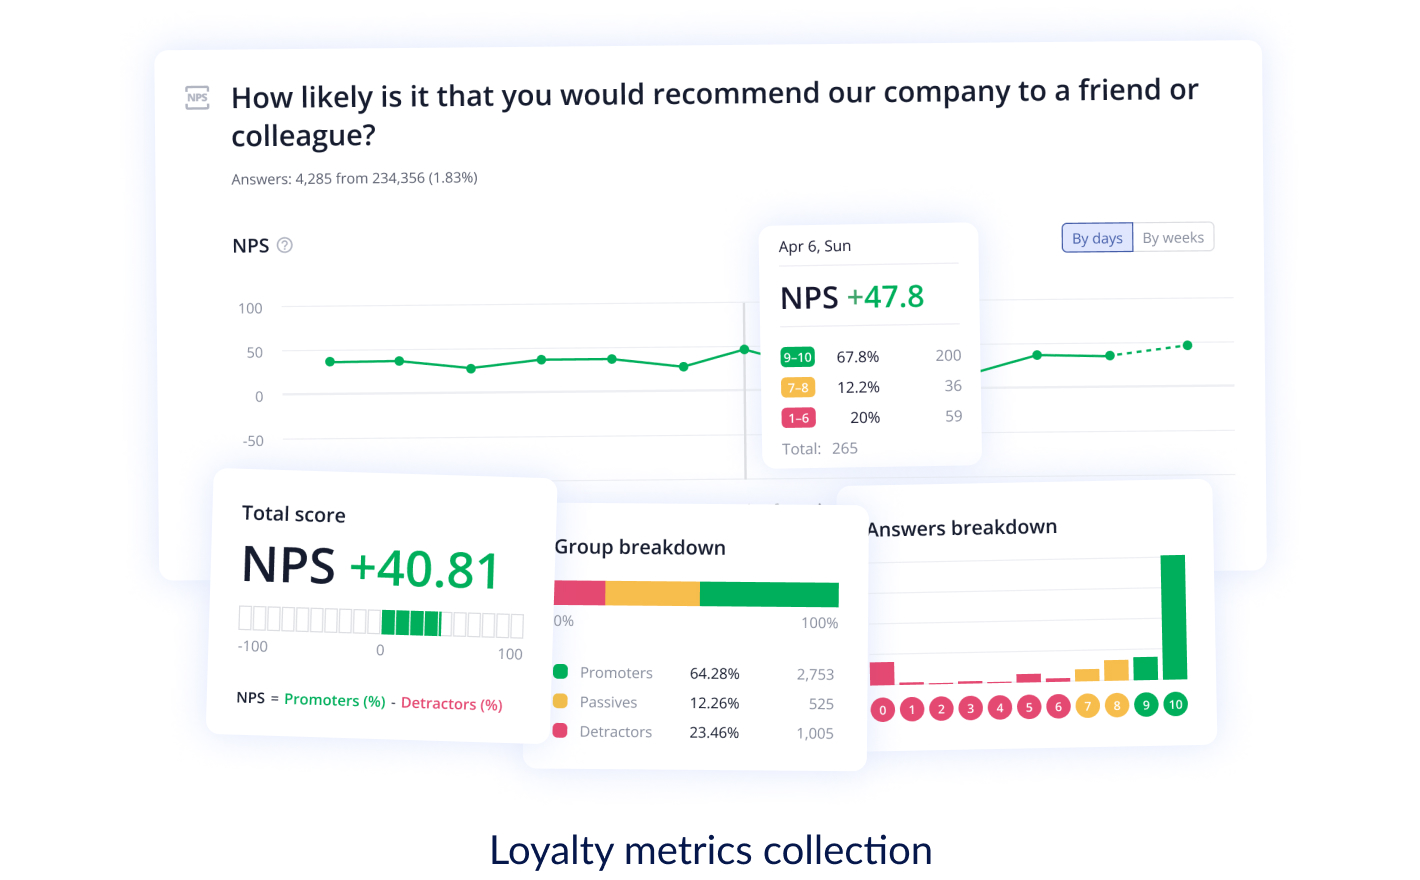 NPS
How likely is it that you would recommend our company to a friend or
colleague?
Answers: 4,285 from 234,356 (1.83%)
NPS ?
By days By weeks
100
50
0
-50
Apr 6, Sun
NPS +47.8
9–10 67.8% 200
7–8 12.2% 36
1–6 20% 59
Total: 265
Total score
NPS +40.81
-100 0 100
NPS = Promoters (%) - Detractors (%)
Group breakdown
0% 100%
Promoters 64.28% 2,753
Passives 12.26% 525
Detractors 23.46% 1,005
Answers breakdown
0 1 2 3 4 5 6 7 8 9 10
Loyalty metrics collection